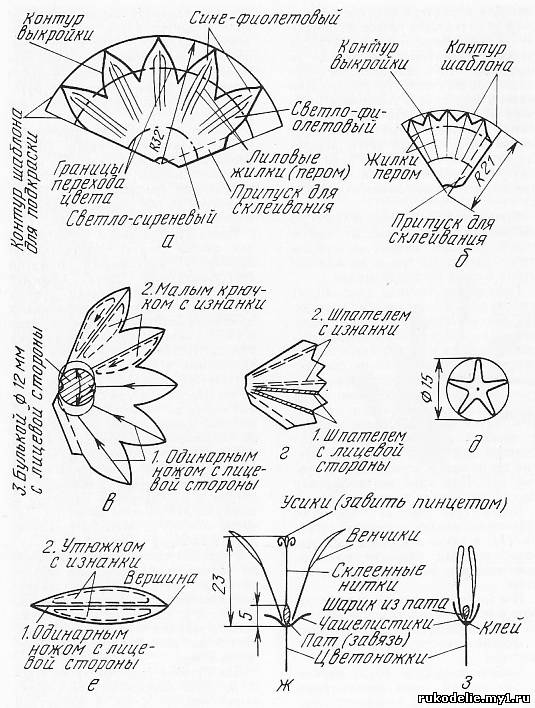 Контур
выкройки
Сине-фиолетовый
Контур шаблона
для подкраски
R32
Светло-фи-
олетовый
Границы
перехода
цвета
Лиловые
жилки (пером)
Припуск для
склеивания
Светло-сиреневый
а
Контур
выкройки
Контур
шаблона
Жилки
пером
R21
Припуск для
склеивания
б
2. Малым крюч-
ком с изнанки
3. Булькой ф 12 мм
с лицевой стороны
1. Одинарным
ножом с лице-
вой стороны
в
2. Шпателем
с изнанки
1. Шпателем
с лицевой
стороны
г
ф15
д
2. Утюжком
с изнанки
Вершина
1. Одинарным
ножом с лице-
вой стороны
е
Усики (завить пинцетом)
Венчики
23
Склеенные
нитки
5
Шарик из пата
Чашелистики
Пат (завязь)
Цветоножки
Клей
ж
з
rukodelie.my1.ru